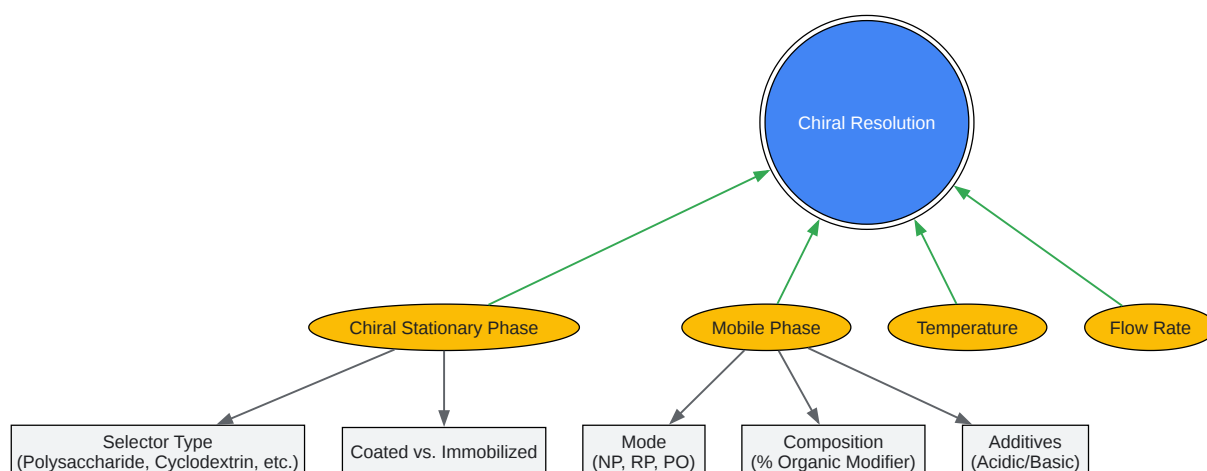 Chiral Resolution
Chiral Stationary Phase
Mobile Phase
Temperature
Flow Rate
Selector Type
(Polysaccharide, Cyclodextrin, etc.)
Coated vs. Immobilized
Mode
(NP, RP, PO)
Composition
(% Organic Modifier)
Additives
(Acidic/Basic)